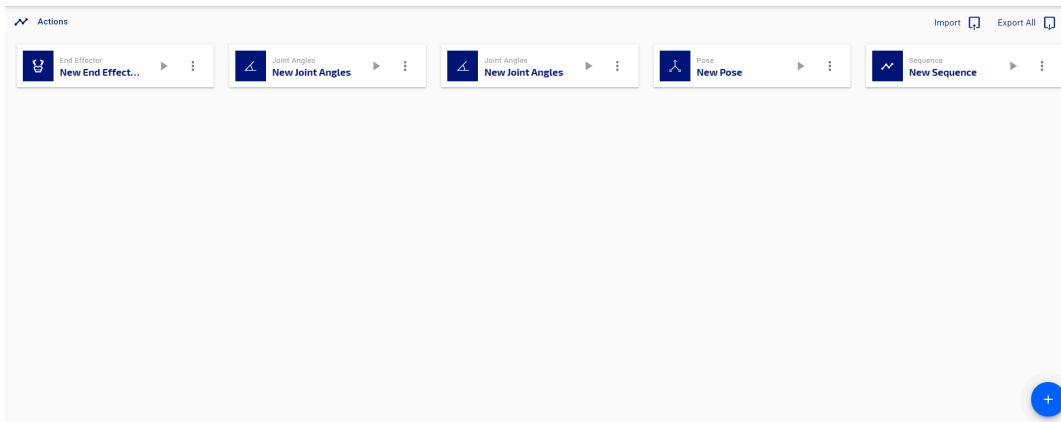 Actions
Import
Export All
End Effector
New End Effect...
Joint Angles
New Joint Angles
Joint Angles
New Joint Angles
Pose
New Pose
Sequence
New Sequence
+